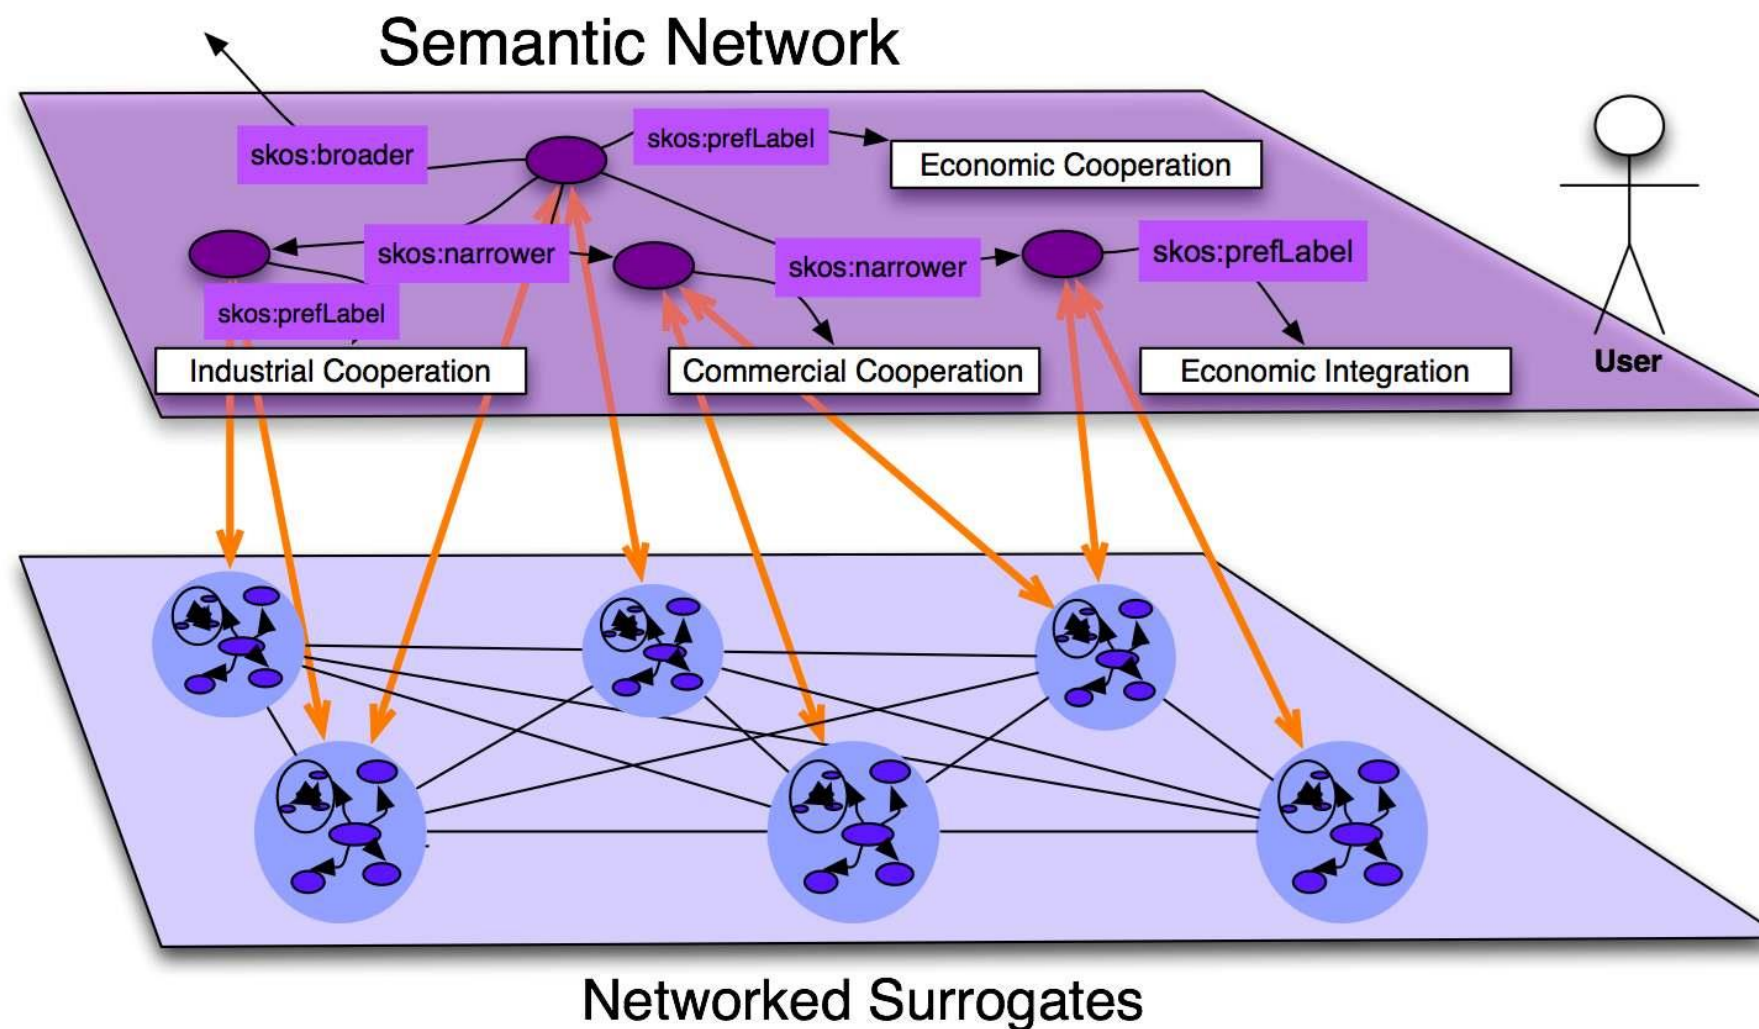 Semantic Network
skos:prefLabel
skos:broader
Economic Cooperation
skos:narrower
skos:narrower
skos:prefLabel
skos:prefLabel
Industrial Cooperation
Commercial Cooperation
Economic Integration
User
Networked Surrogates